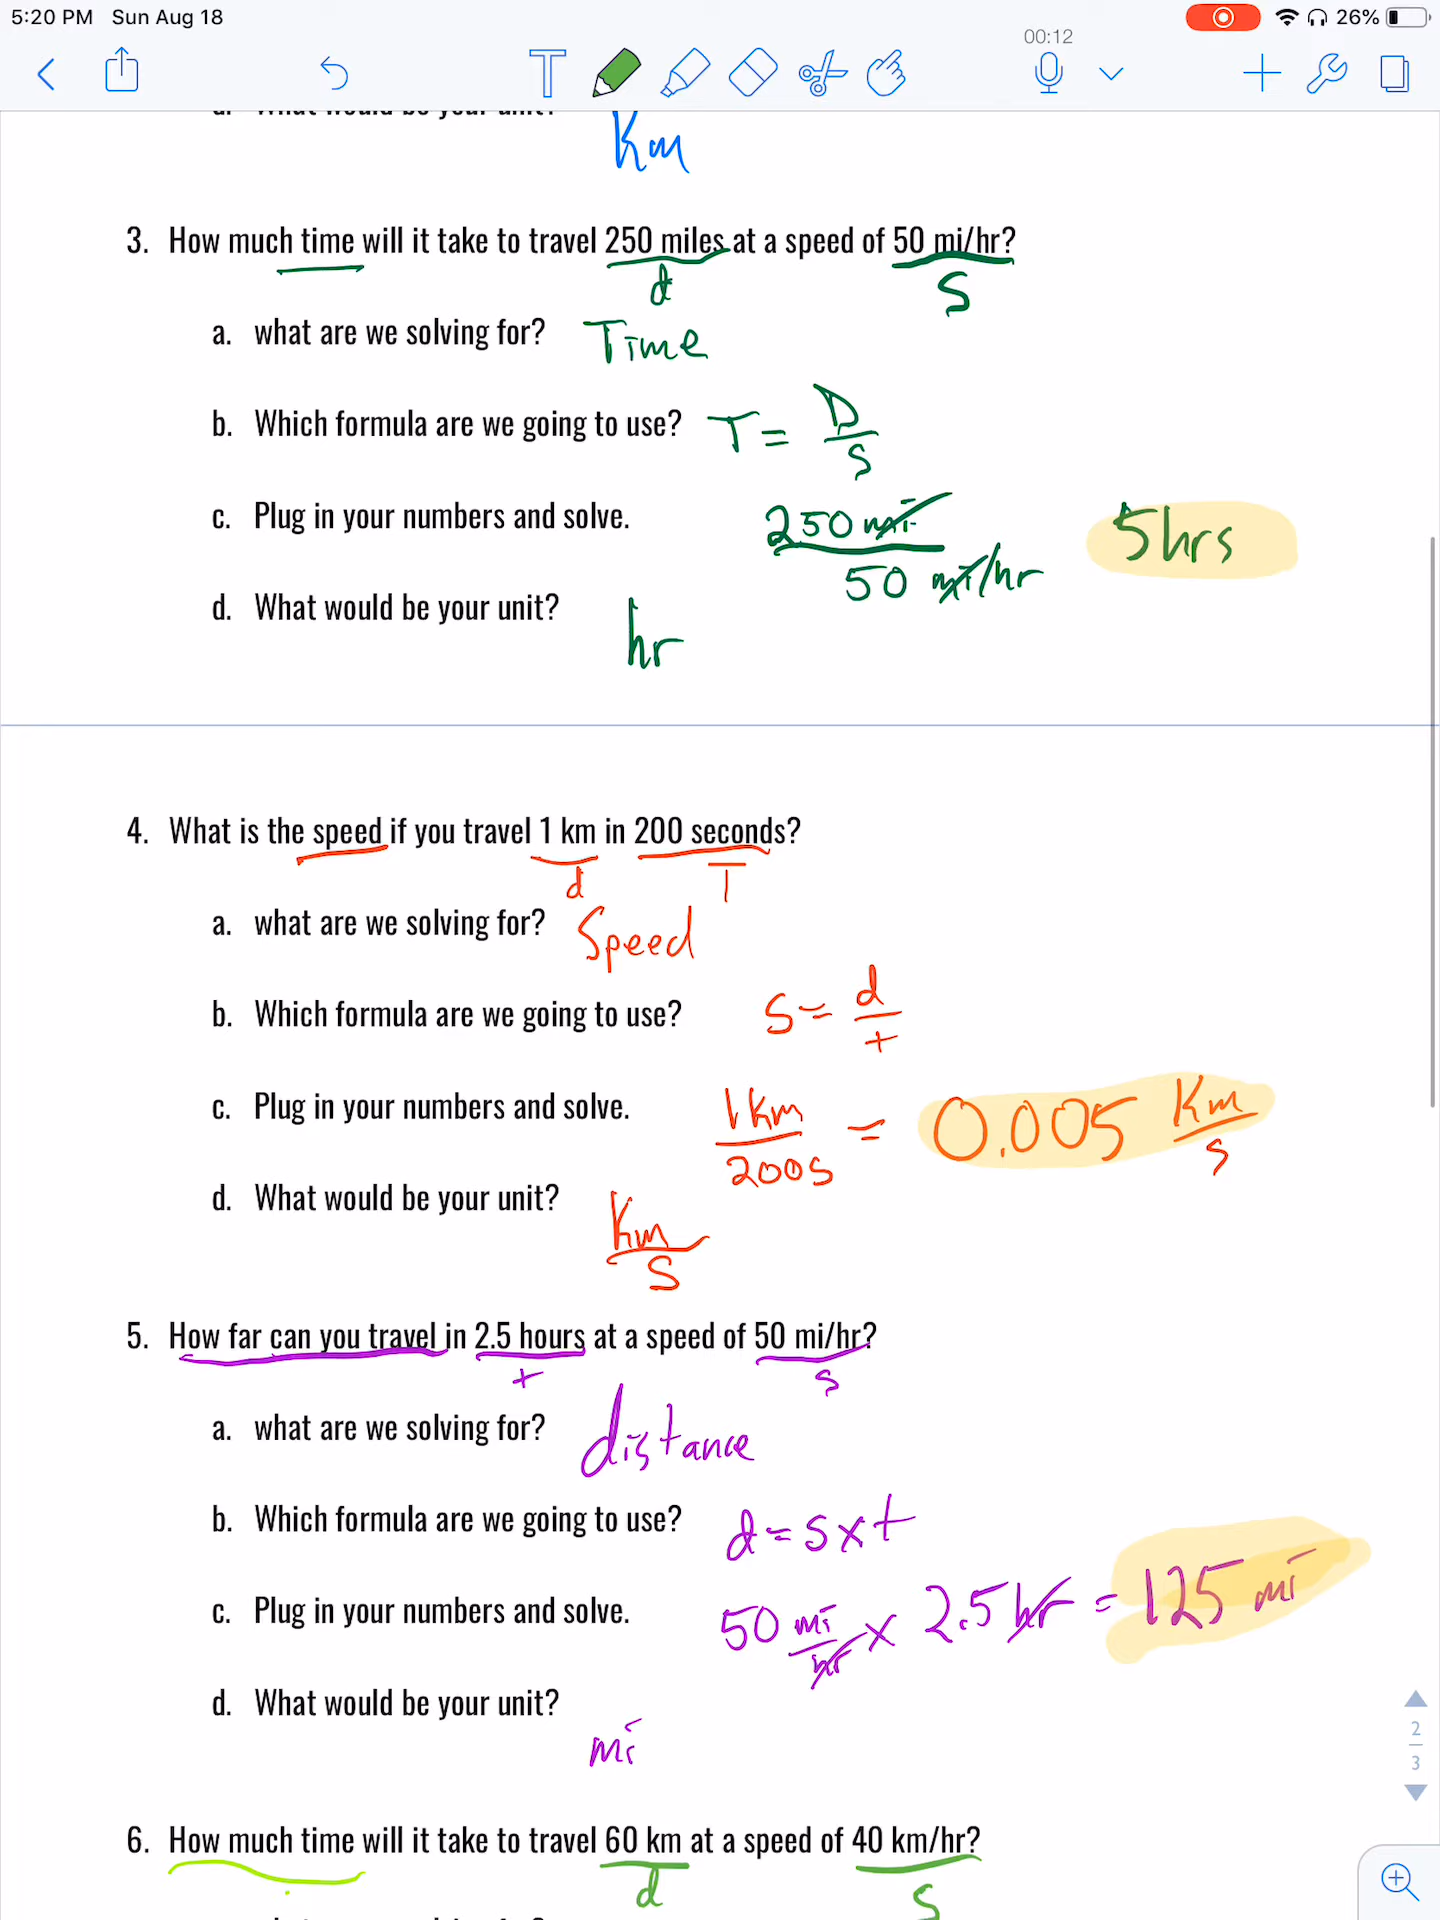 5:20 PM Sun Aug 18 26%
00:12
d. What would be your unit? Km
3. How much time will it take to travel 250 miles at a speed of 50 mi/hr?
d S
a. what are we solving for? Time
b. Which formula are we going to use? T = D/S
c. Plug in your numbers and solve. 250 mi / 50 mi/hr 5 hrs
d. What would be your unit? hr
4. What is the speed if you travel 1 km in 200 seconds?
d T
a. what are we solving for? Speed
b. Which formula are we going to use? S = d/t
c. Plug in your numbers and solve. 1 Km / 200 S = 0.005 Km/s
d. What would be your unit? Km/S
5. How far can you travel in 2.5 hours at a speed of 50 mi/hr?
t s
a. what are we solving for? distance
b. Which formula are we going to use? d = s x t
c. Plug in your numbers and solve. 50 mi/hr x 2.5 hr = 125 mi
d. What would be your unit? mi
2
3
6. How much time will it take to travel 60 km at a speed of 40 km/hr?
d S